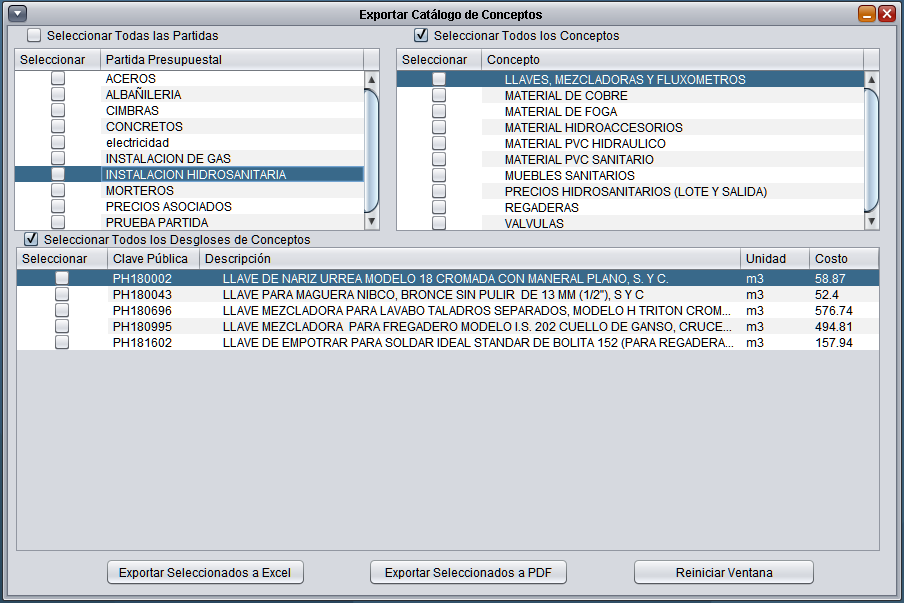 Exportar Catálogo de Conceptos
Seleccionar Todas las Partidas
Seleccionar Partida Presupuestal
ACEROS
ALBAÑILERIA
CIMBRAS
CONCRETOS
electricidad
INSTALACION DE GAS
INSTALACION HIDROSANITARIA
MORTEROS
PRECIOS ASOCIADOS
PRUEBA PARTIDA
Seleccionar Todos los Conceptos
Seleccionar Concepto
LLAVES, MEZCLADORAS Y FLUXOMETROS
MATERIAL DE COBRE
MATERIAL DE FOGA
MATERIAL HIDROACCESORIOS
MATERIAL PVC HIDRAULICO
MATERIAL PVC SANITARIO
MUEBLES SANITARIOS
PRECIOS HIDROSANITARIOS (LOTE Y SALIDA)
REGADERAS
VALVULAS
Seleccionar Todos los Desgloses de Conceptos
Seleccionar Clave Pública Descripción Unidad Costo
PH180002 LLAVE DE NARIZ URREA MODELO 18 CROMADA CON MANERAL PLANO, S. Y C. m3 58.87
PH180043 LLAVE PARA MAGUERA NIBCO, BRONCE SIN PULIR DE 13 MM (1/2"), S Y C m3 52.4
PH180696 LLAVE MEZCLADORA PARA LAVABO TALADROS SEPARADOS, MODELO H TRITON CROM... m3 576.74
PH180995 LLAVE MEZCLADORA PARA FREGADERO MODELO I.S. 202 CUELLO DE GANSO, CRUCE... m3 494.81
PH181602 LLAVE DE EMPOTRAR PARA SOLDAR IDEAL STANDAR DE BOLITA 152 (PARA REGADERA... m3 157.94
Exportar Seleccionados a Excel
Exportar Seleccionados a PDF
Reiniciar Ventana